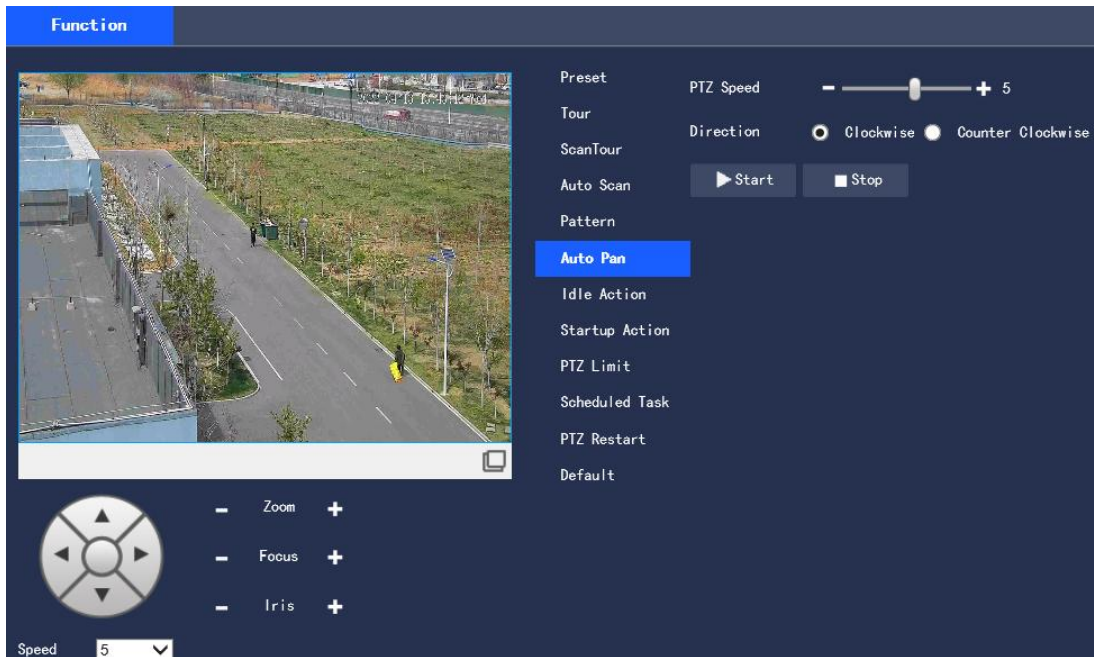 Function
Preset
Tour
ScanTour
Auto Scan
Pattern
Auto Pan
Idle Action
Startup Action
PTZ Limit
Scheduled Task
PTZ Restart
Default
PTZ Speed - + 5
Direction Clockwise Counter Clockwise
Start Stop
- Zoom +
- Focus +
- Iris +
Speed 5